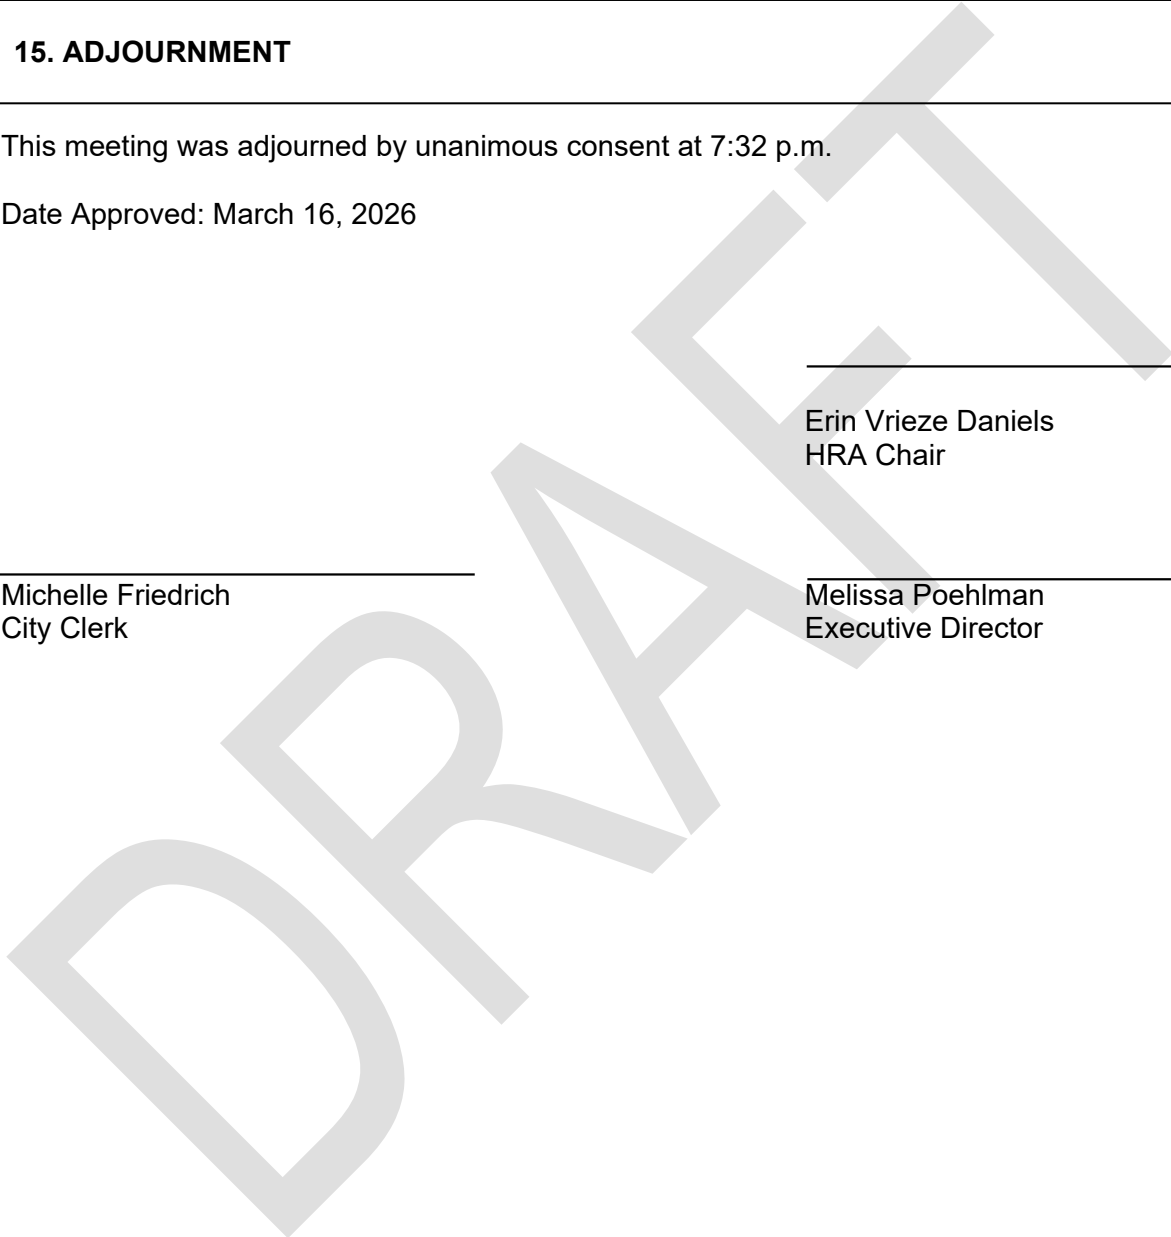 15. ADJOURNMENT
This meeting was adjourned by unanimous consent at 7:32 p.m.
Date Approved: March 16, 2026
Erin Vrieze Daniels
HRA Chair
Michelle Friedrich
City Clerk
Melissa Poehlman
Executive Director
DRAFT